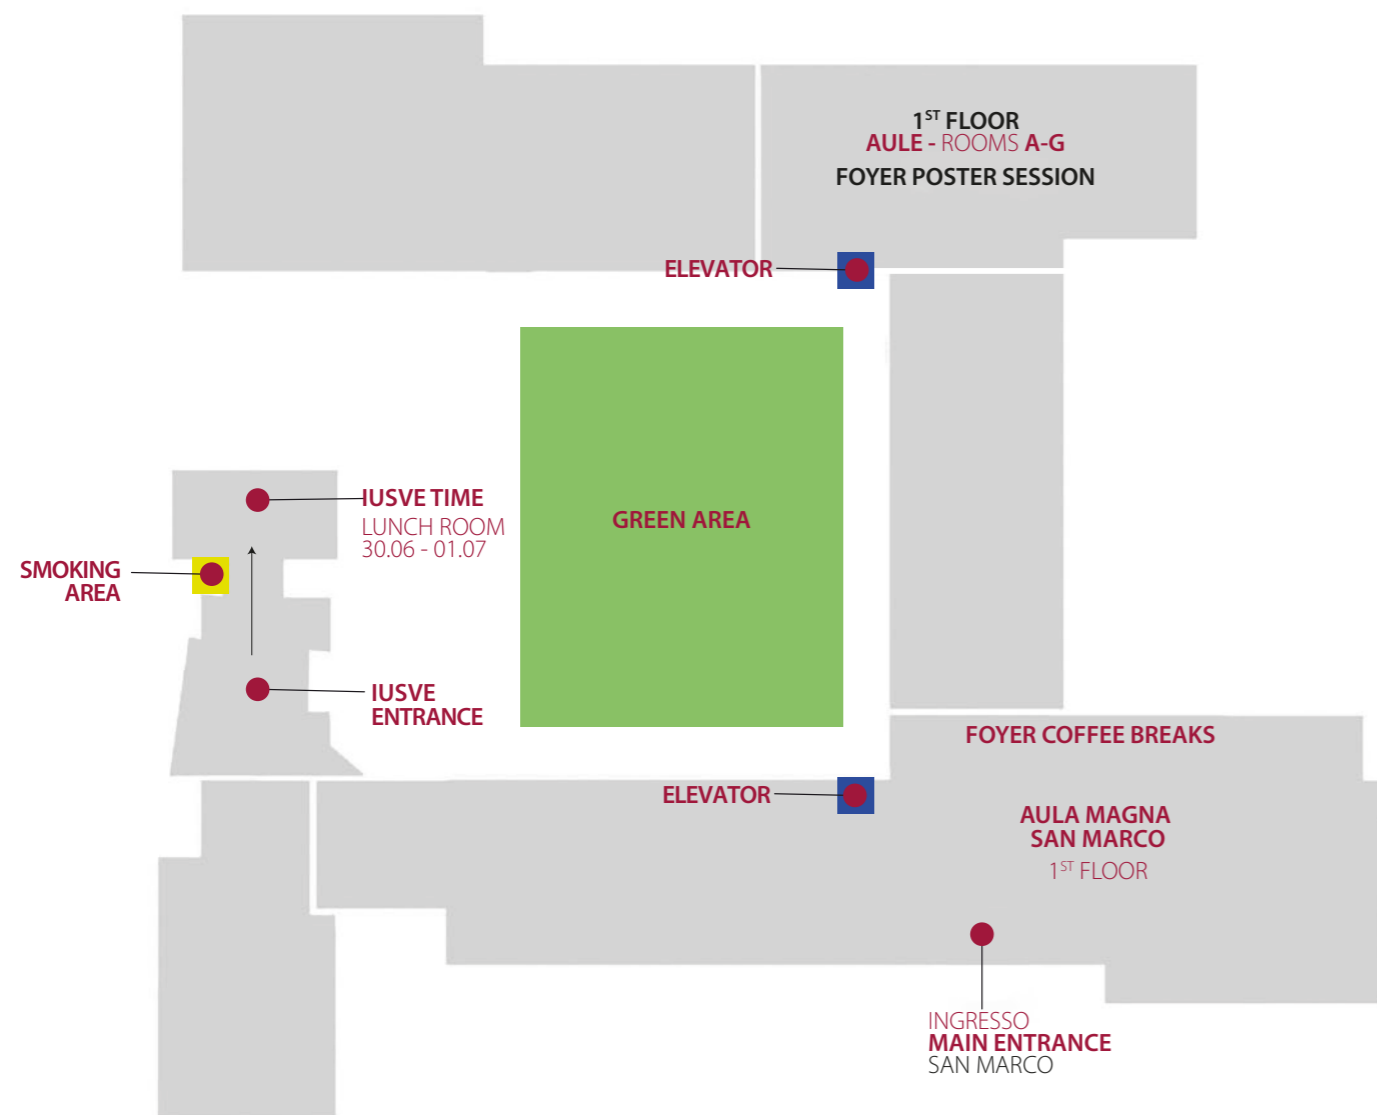 1ST FLOOR
AULE - ROOMS A-G
FOYER POSTER SESSION
ELEVATOR
IUSVE TIME
LUNCH ROOM
30.06 - 01.07
GREEN AREA
SMOKING
AREA
IUSVE
ENTRANCE
FOYER COFFEE BREAKS
ELEVATOR
AULA MAGNA
SAN MARCO
1ST FLOOR
INGRESSO
MAIN ENTRANCE
SAN MARCO